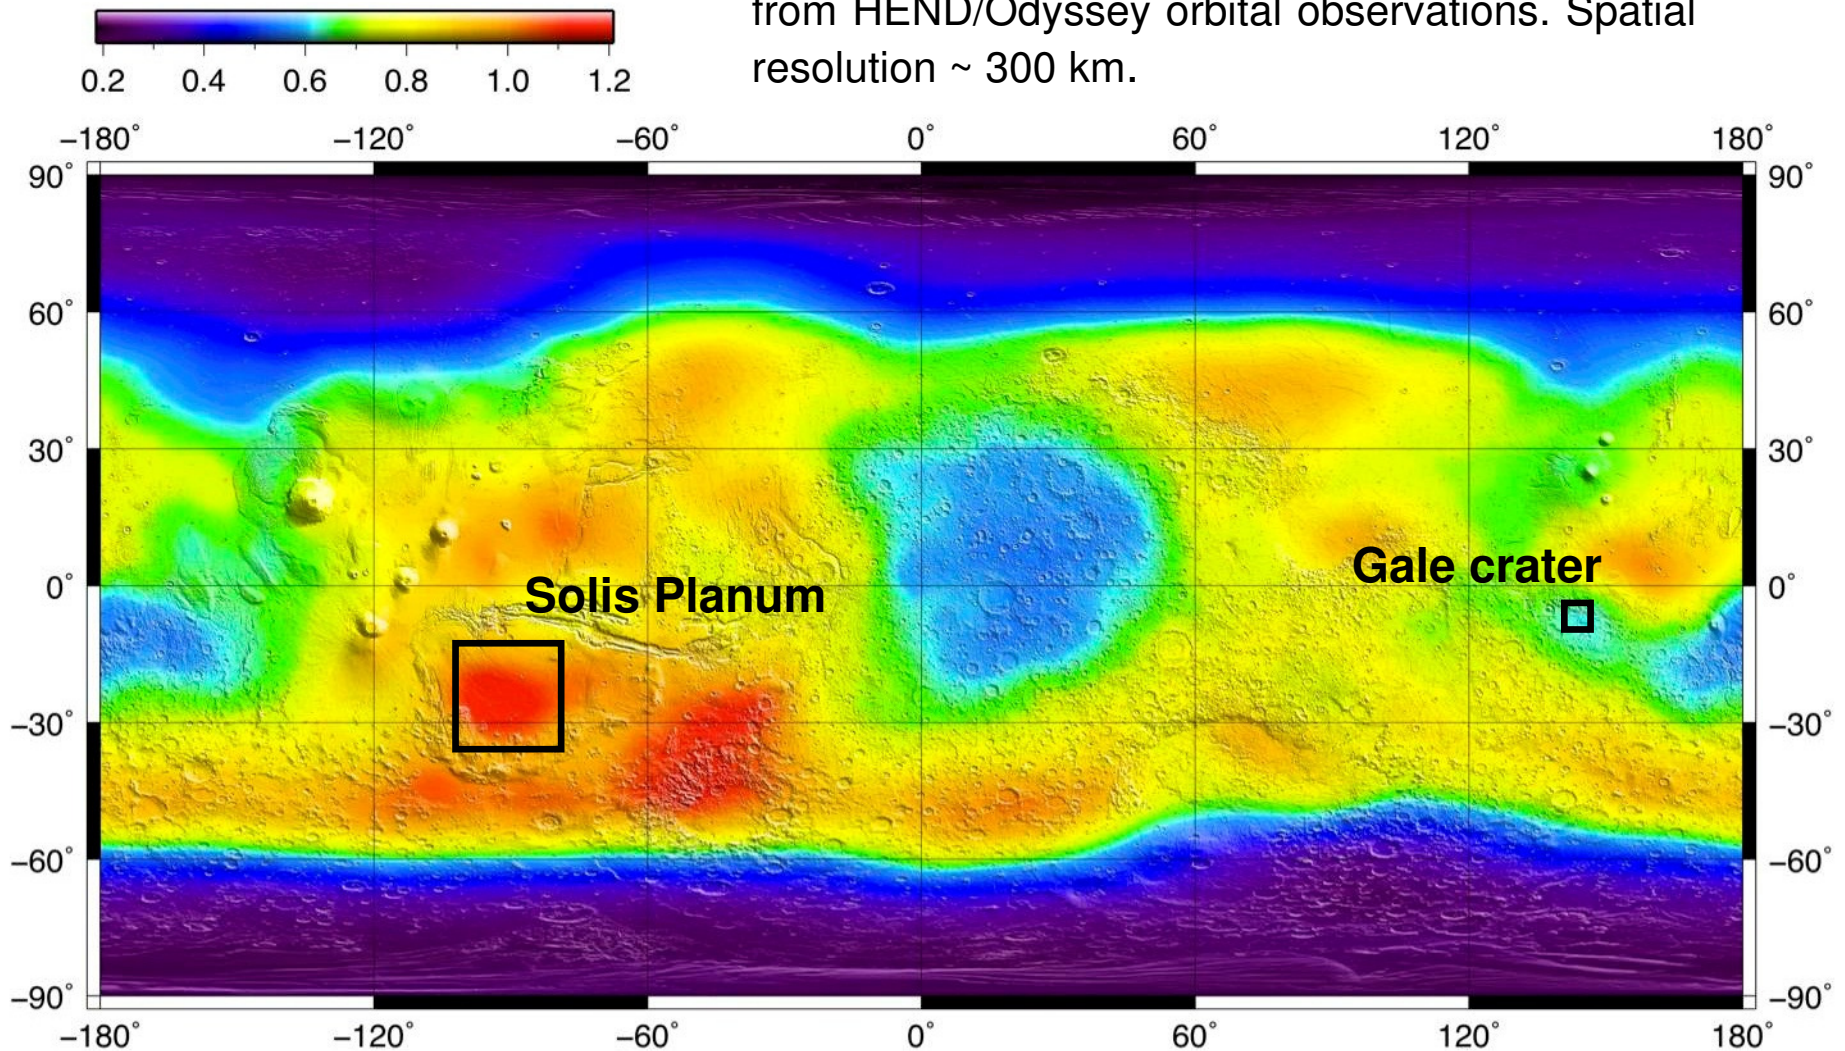 from HEND/Odyssey orbital observations. Spatial
resolution ~ 300 km.
0.2 0.4 0.6 0.8 1.0 1.2
−180˚ −120˚ −60˚ 0˚ 60˚ 120˚ 180˚
90˚ 90˚
60˚ 60˚
30˚ 30˚
Gale crater
0˚ 0˚
Solis Planum
−30˚ −30˚
−60˚ −60˚
−90˚ −90˚
−180˚ −120˚ −60˚ 0˚ 60˚ 120˚ 180˚